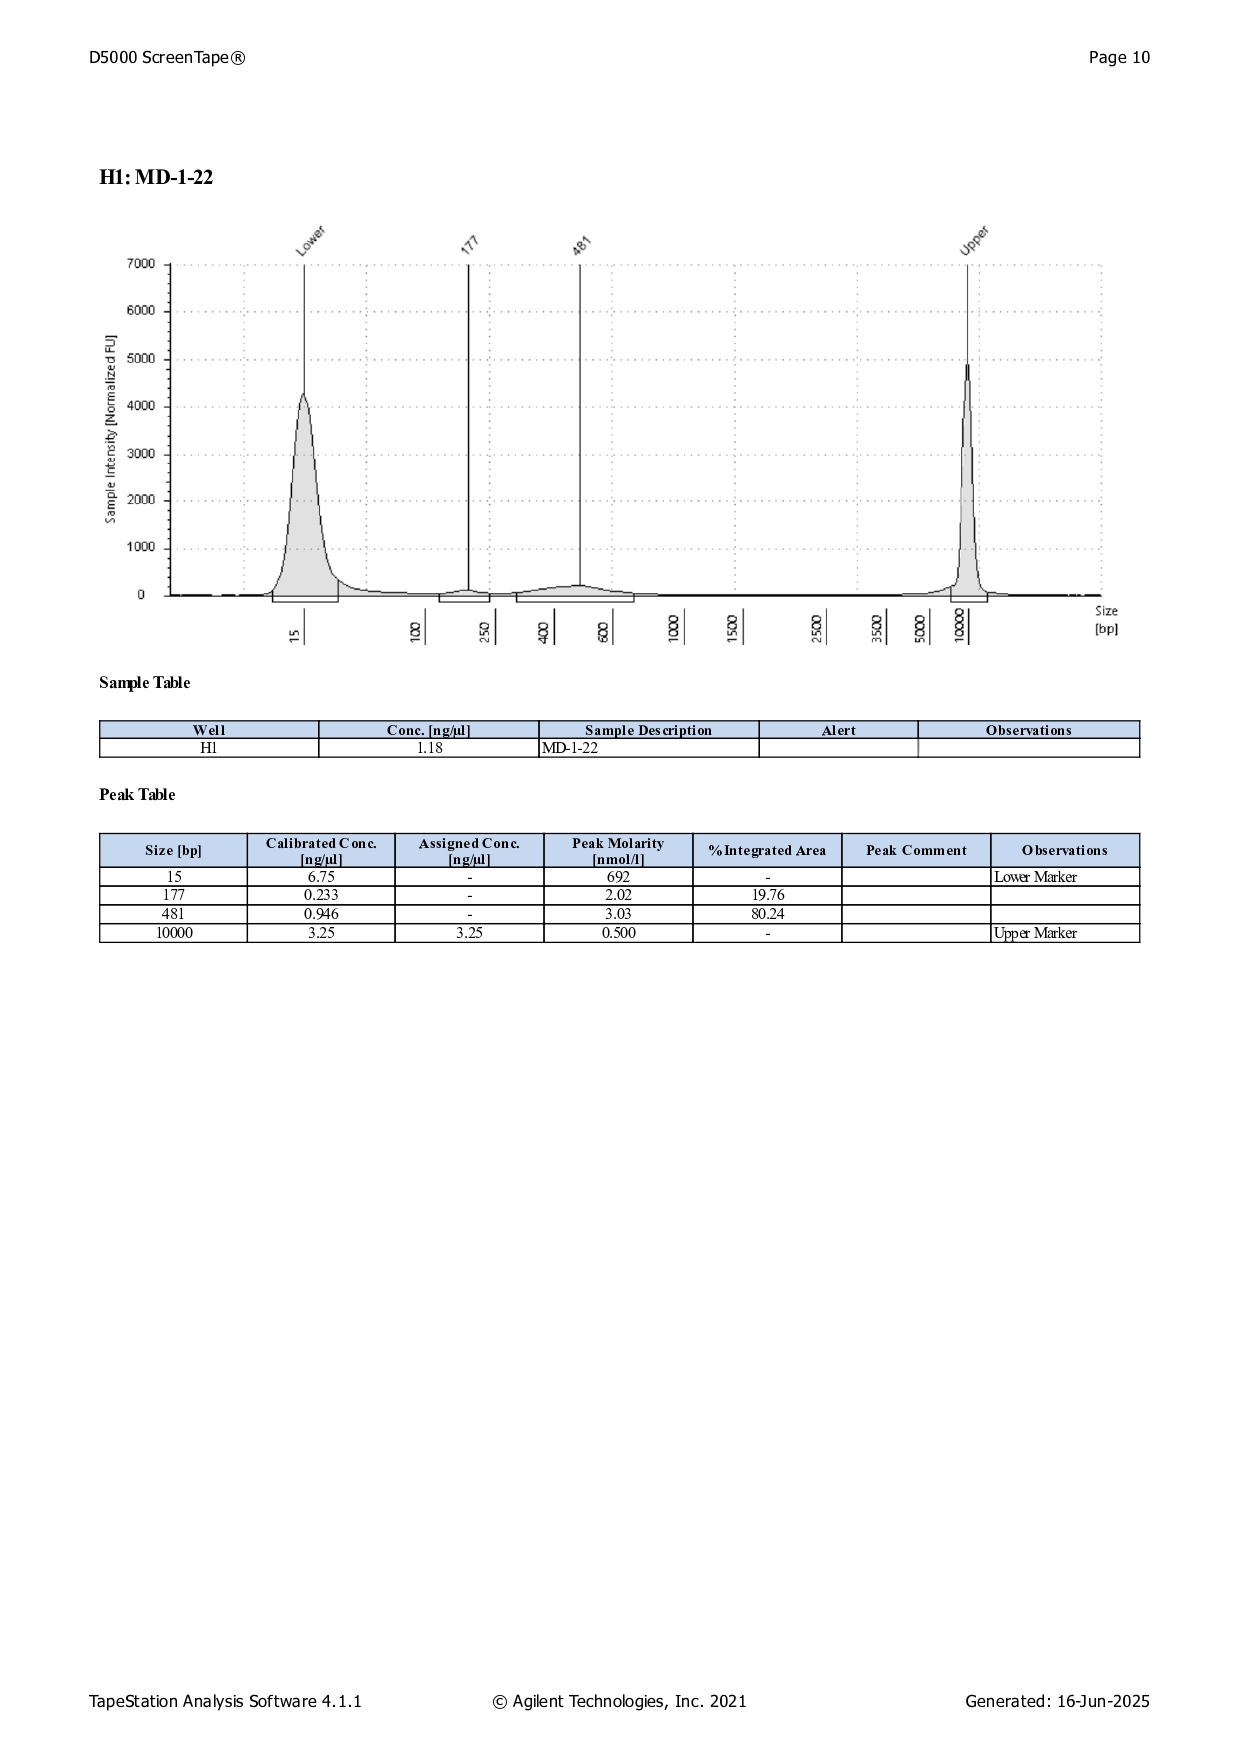 D5000 ScreenTape® Page 10
H1: MD-1-22
Lower 177 481 Upper
7000
6000
5000
4000
3000
2000
1000
0
Sample Intensity [Normalized FU]
15 100 250 400 600 1000 1500 2500 3500 5000 10000
Size
[bp]
Sample Table
Well Conc. [ng/µl] Sample Description Alert Observations
H1 1.18 MD-1-22
Peak Table
Size [bp] Calibrated Conc. [ng/µl] Assigned Conc. [ng/µl] Peak Molarity [nmol/l] % Integrated Area Peak Comment Observations
15 6.75 - 692 - Lower Marker
177 0.233 - 2.02 19.76
481 0.946 - 3.03 80.24
10000 3.25 3.25 0.500 - Upper Marker
TapeStation Analysis Software 4.1.1 © Agilent Technologies, Inc. 2021 Generated: 16-Jun-2025